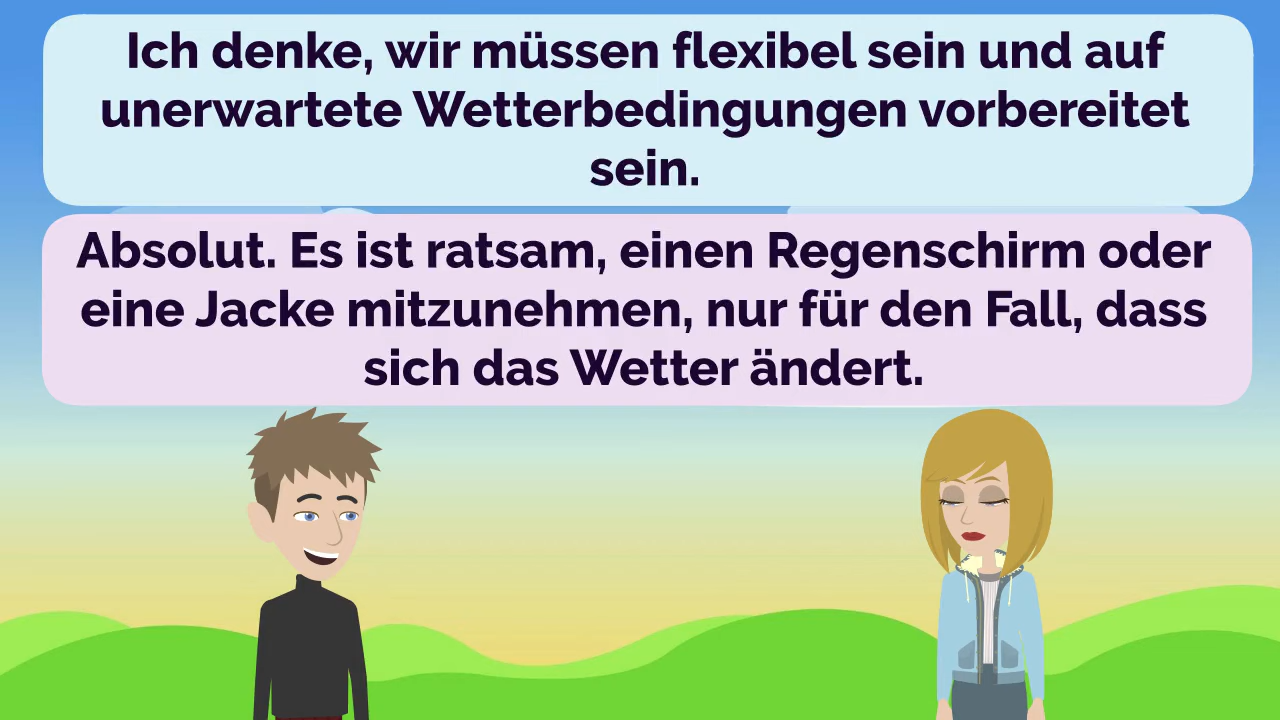 Ich denke, wir müssen flexibel sein und auf
unerwartete Wetterbedingungen vorbereitet
sein.
Absolut. Es ist ratsam, einen Regenschirm oder
eine Jacke mitzunehmen, nur für den Fall, dass
sich das Wetter ändert.